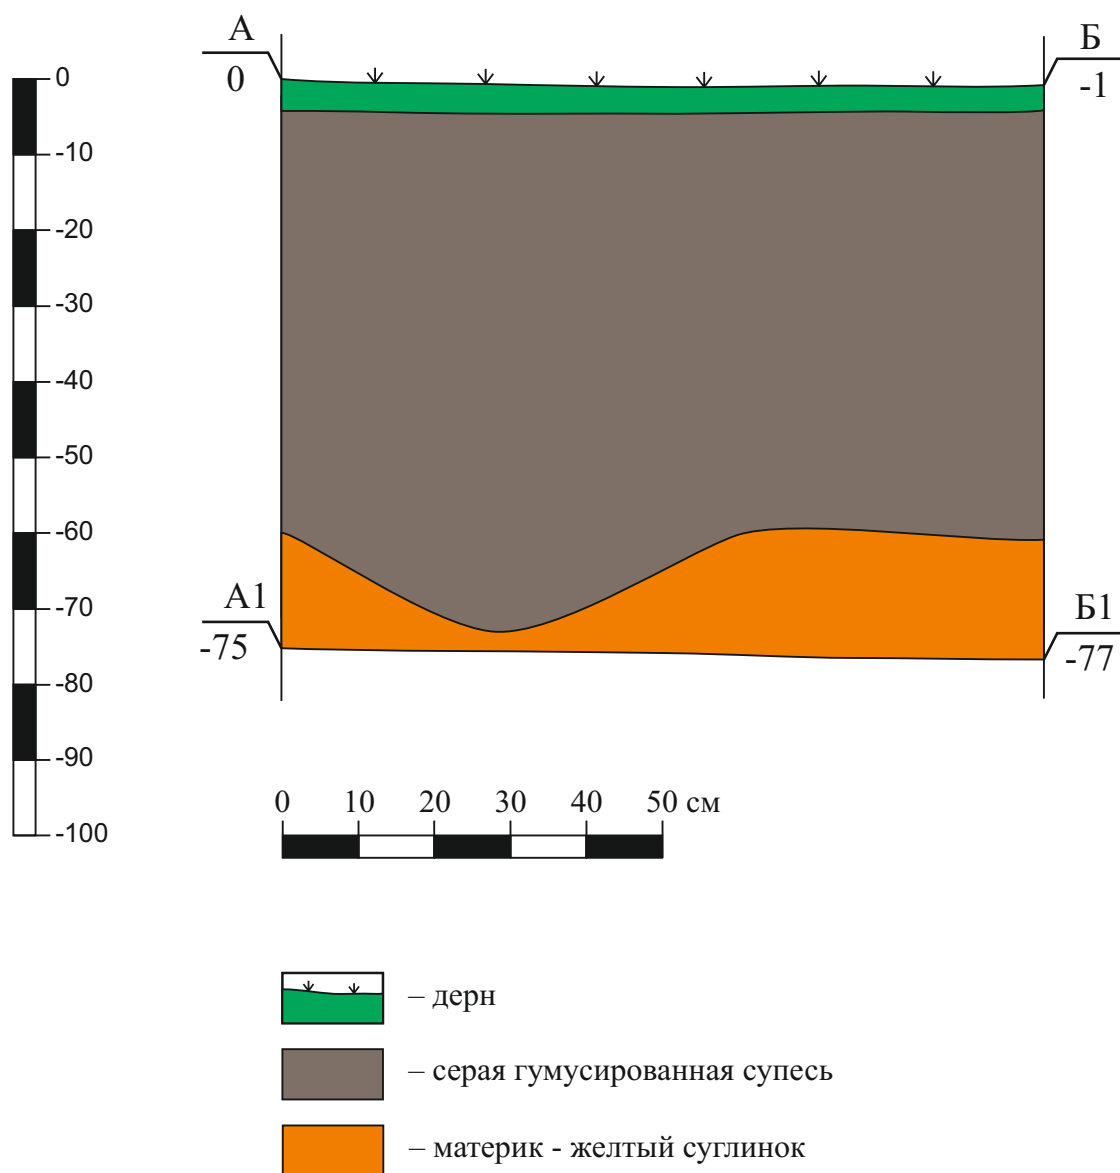 А
Б
0
-1
0
-10
-20
-30
-40
-50
-60
-70
-80
-90
-100
А1
-75
Б1
-77
0 10 20 30 40 50 см
– дерн
– серая гумусированная супесь
– материк - желтый суглинок